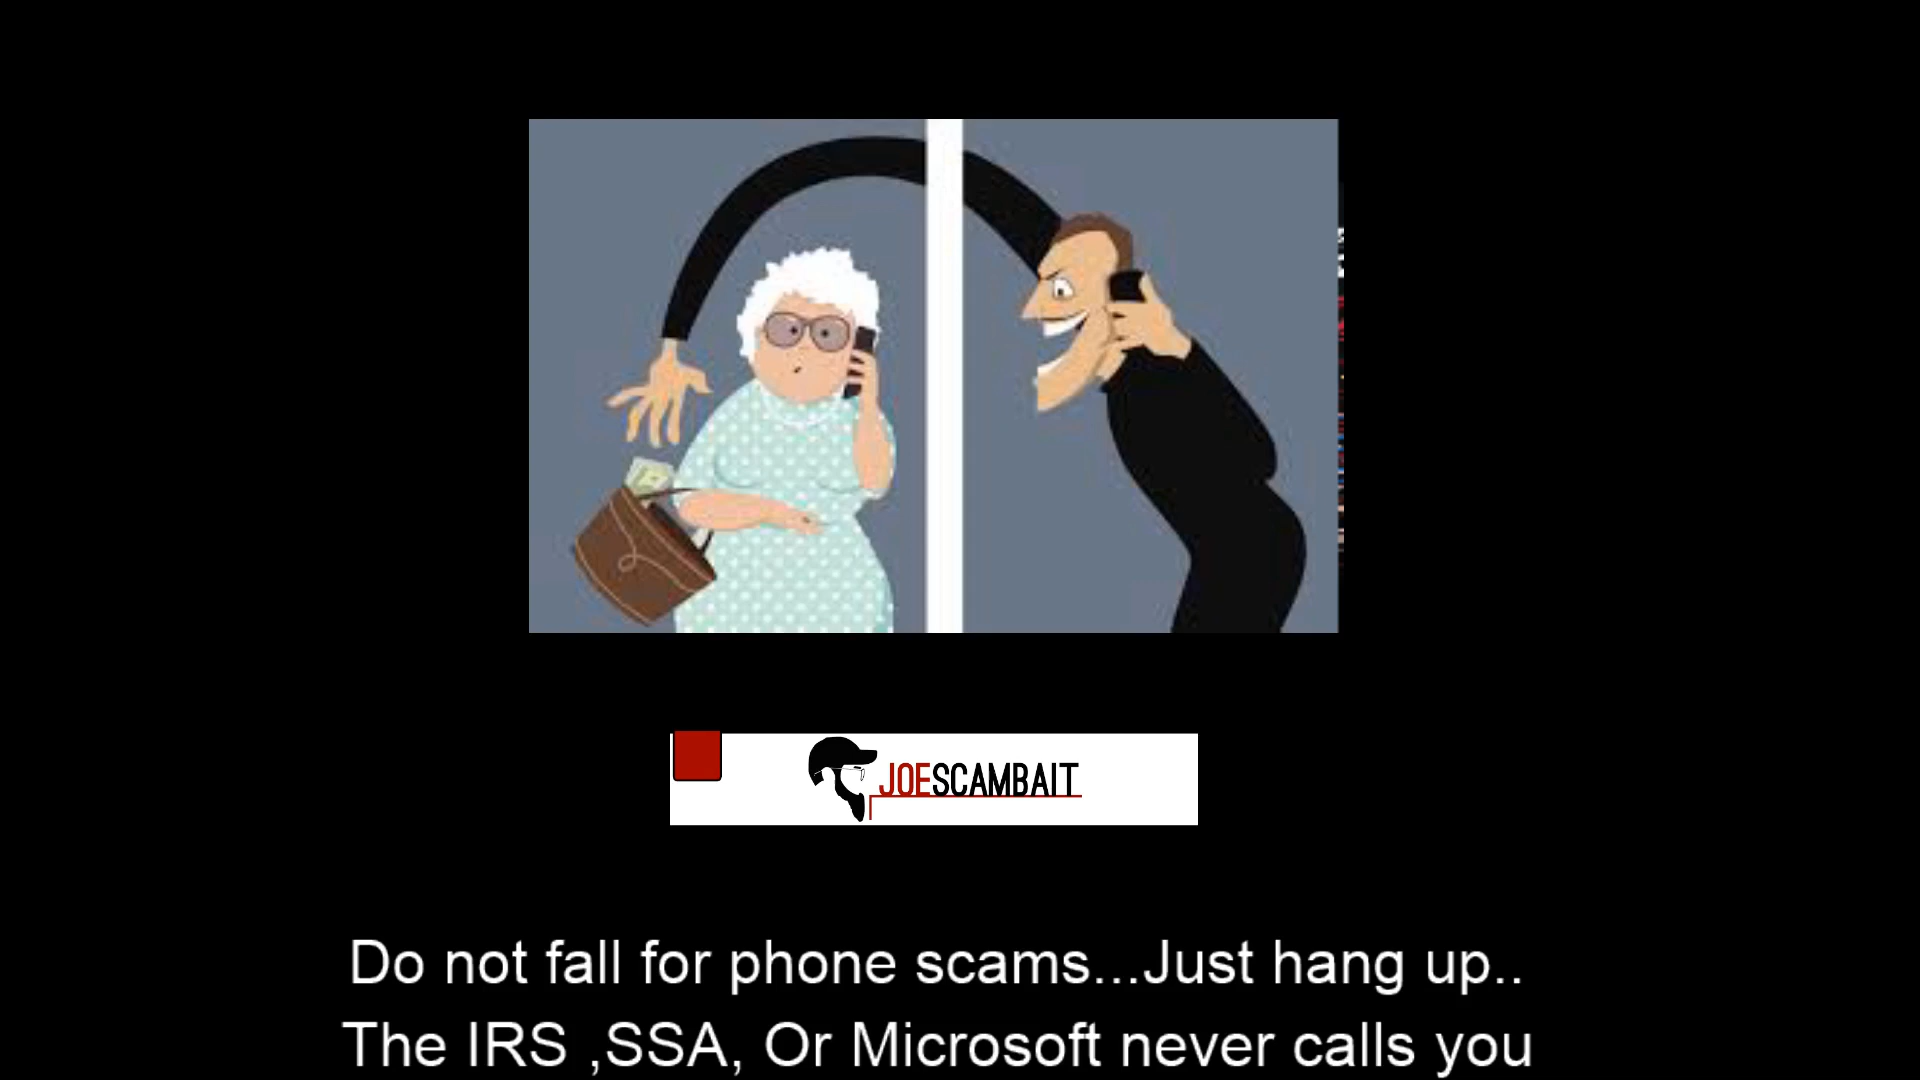 JOESCAMBAIT
Do not fall for phone scams...Just hang up..
The IRS ,SSA, Or Microsoft never calls you